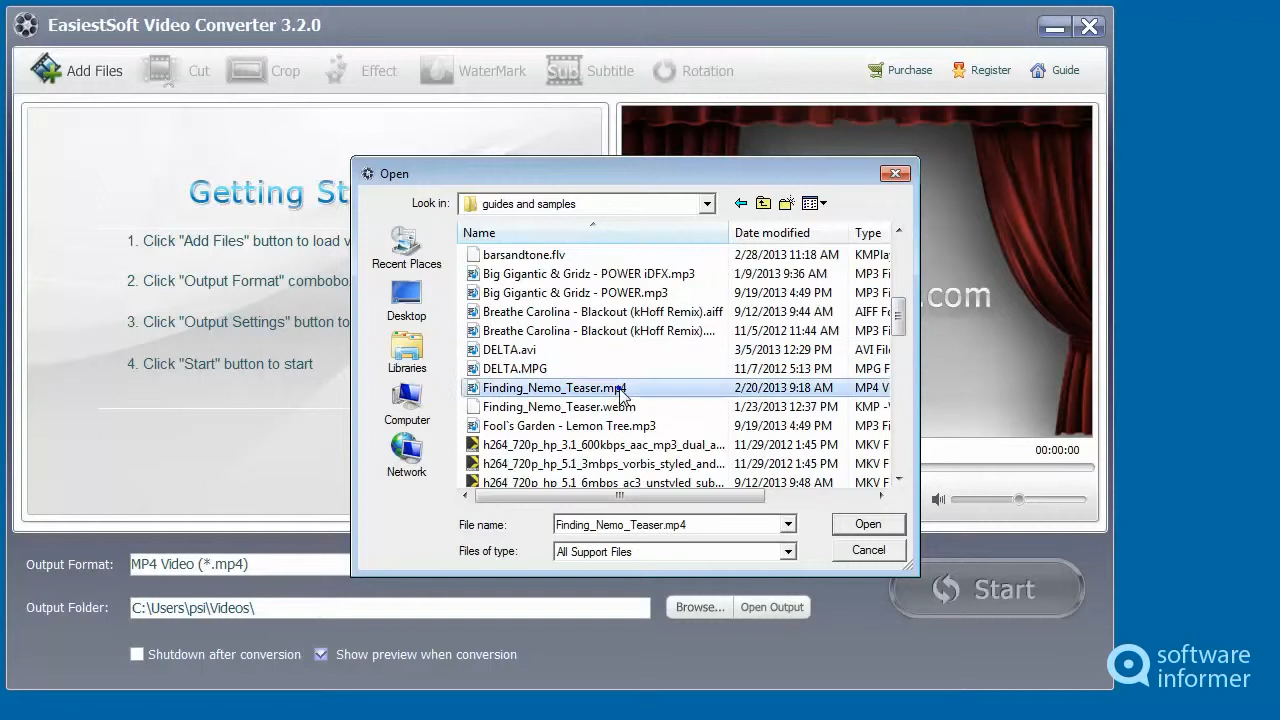 EasiestSoft Video Converter 3.2.0
Add Files Cut Crop Effect WaterMark Sub Subtitle Rotation Purchase Register Guide
Getting St
1. Click "Add Files" button to load v
2. Click "Output Format" combobo
3. Click "Output Settings" button to
4. Click "Start" button to start
.com
00:00:00
Open
Look in: guides and samples
Recent Places
Desktop
Libraries
Computer
Network
Name Date modified Type
barsandtone.flv 2/28/2013 11:18 AM KMPla
Big Gigantic & Gridz - POWER iDFX.mp3 1/9/2013 9:36 AM MP3 Fi
Big Gigantic & Gridz - POWER.mp3 9/19/2013 4:49 PM MP3 Fi
Breathe Carolina - Blackout (kHoff Remix).aiff 9/12/2013 9:44 AM AIFF Fo
Breathe Carolina - Blackout (kHoff Remix).... 11/5/2012 11:44 AM MP3 Fi
DELTA.avi 3/5/2013 12:29 PM AVI File
DELTA.MPG 11/7/2012 5:13 PM MPG F
Finding_Nemo_Teaser.mp4 2/20/2013 9:18 AM MP4 V
Finding_Nemo_Teaser.webm 1/23/2013 12:37 PM KMP -
Fool`s Garden - Lemon Tree.mp3 9/19/2013 4:49 PM MP3 Fi
h264_720p_hp_3.1_600kbps_aac_mp3_dual_a... 11/29/2012 1:45 PM MKV F
h264_720p_hp_5.1_3mbps_vorbis_styled_and... 11/29/2012 1:45 PM MKV F
h264_720p_hp_5.1_6mbps_ac3_unstyled_sub... 9/12/2013 9:48 AM MKV F
File name: Finding_Nemo_Teaser.mp4 Open
Files of type: All Support Files Cancel
Output Format: MP4 Video (*.mp4)
Output Folder: C:\Users\psi\Videos\ Browse... Open Output
Start
Shutdown after conversion Show preview when conversion
software
informer